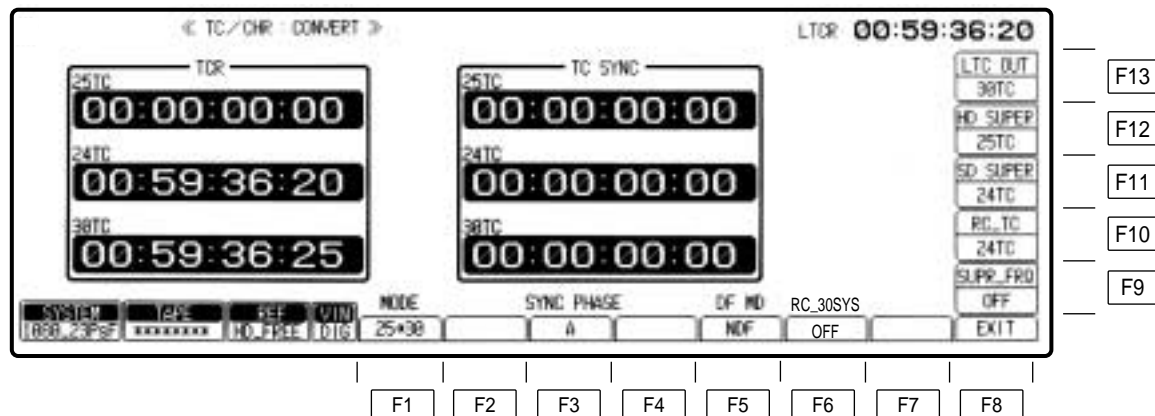 ≪ TC/CHR CONVERT ≫
LTCR 00:59:36:20
TCR
25TC
00:00:00:00
24TC
00:59:36:20
30TC
00:59:36:25
TC SYNC
25TC
00:00:00:00
24TC
00:00:00:00
30TC
00:00:00:00
LTC OUT
30TC
F13
HD SUPER
25TC
F12
SD SUPER
24TC
F11
RC_TC
24TC
F10
SUPR_FRQ
OFF
F9
SYSTEM
1080_23PSF
TAPE
********
REF
HD_FREE
VIN
DIG
MODE
25*30
SYNC PHASE
A
DF MD
NDF
RC_30SYS
OFF
EXIT
F1 F2 F3 F4 F5 F6 F7 F8